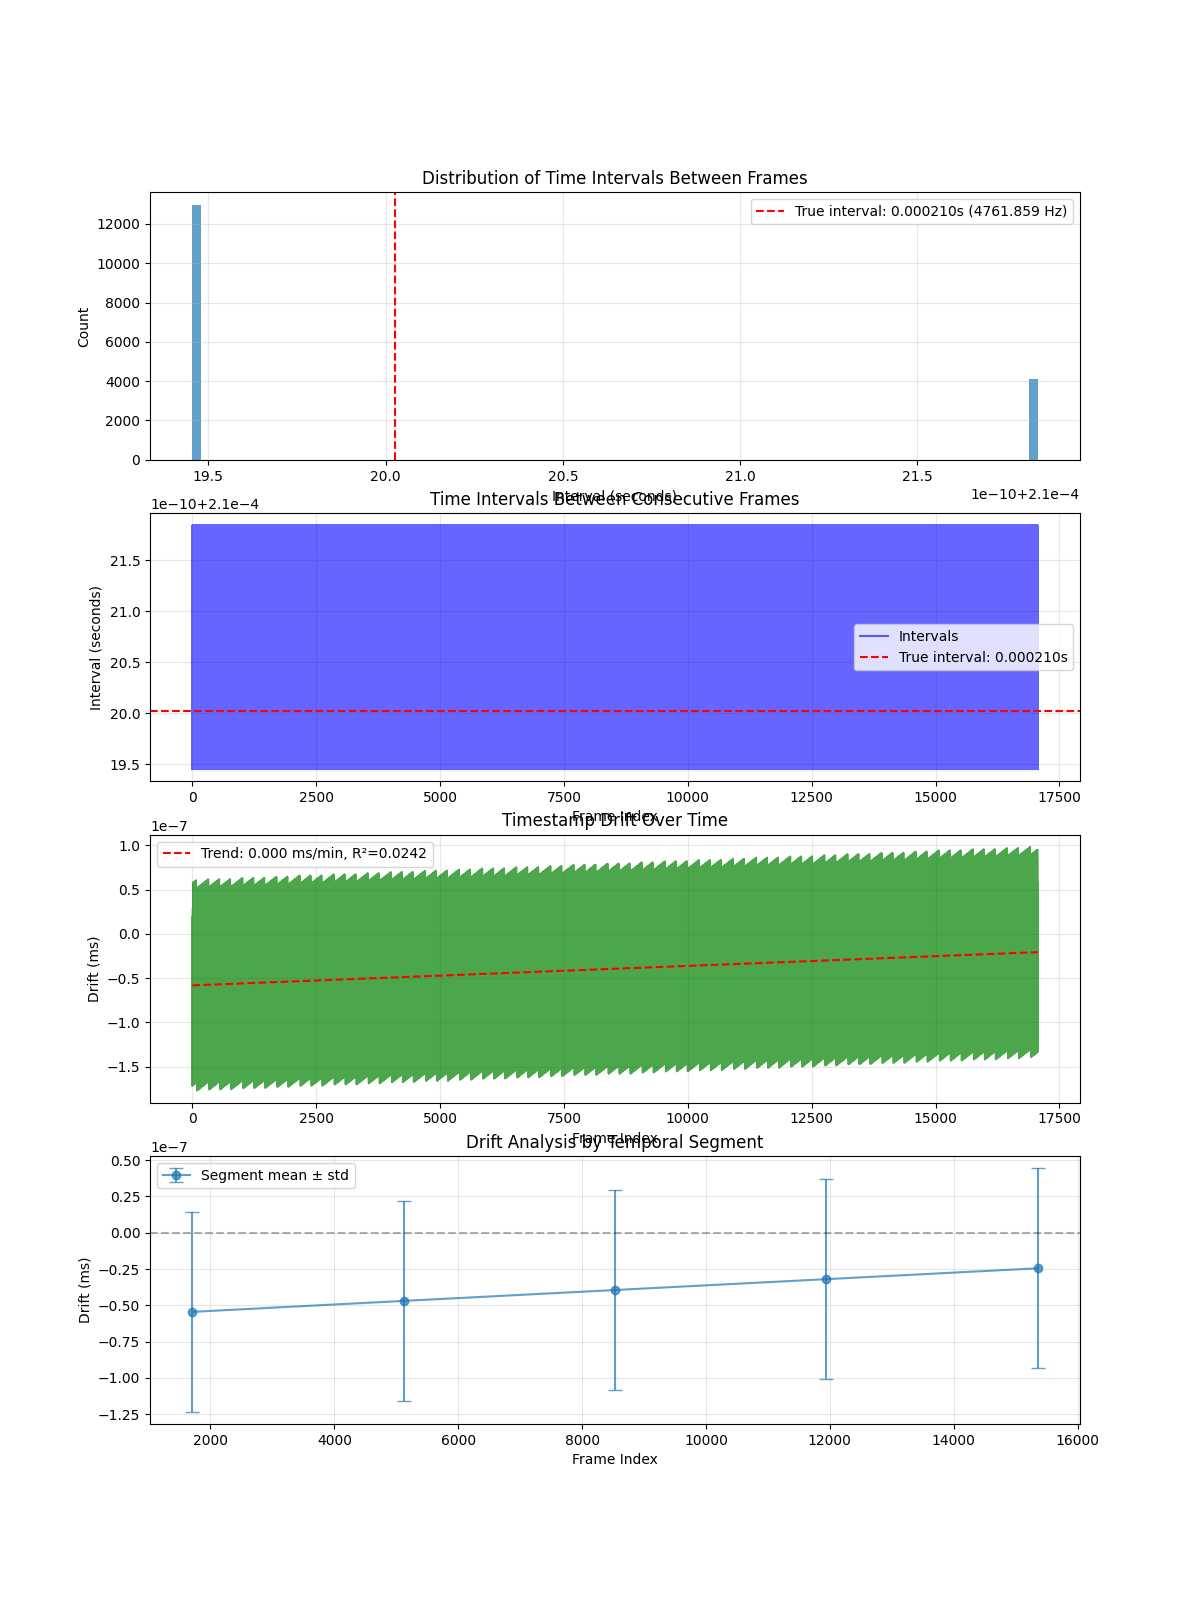 Distribution of Time Intervals Between Frames
Count
12000
10000
8000
6000
4000
2000
0
True interval: 0.000210s (4761.859 Hz)
19.5 20.0 20.5 21.0 21.5
Interval (seconds)
1e−10+2.1e−4
Time Intervals Between Consecutive Frames
1e−10+2.1e−4
Interval (seconds)
21.5
21.0
20.5
20.0
19.5
Intervals
True interval: 0.000210s
0 2500 5000 7500 10000 12500 15000 17500
Frame Index
Timestamp Drift Over Time
1e−7
Drift (ms)
1.0
0.5
0.0
−0.5
−1.0
−1.5
Trend: 0.000 ms/min, R²=0.0242
0 2500 5000 7500 10000 12500 15000 17500
Frame Index
Drift Analysis by Temporal Segment
1e−7
Drift (ms)
0.50
0.25
0.00
−0.25
−0.50
−0.75
−1.00
−1.25
Segment mean ± std
2000 4000 6000 8000 10000 12000 14000 16000
Frame Index